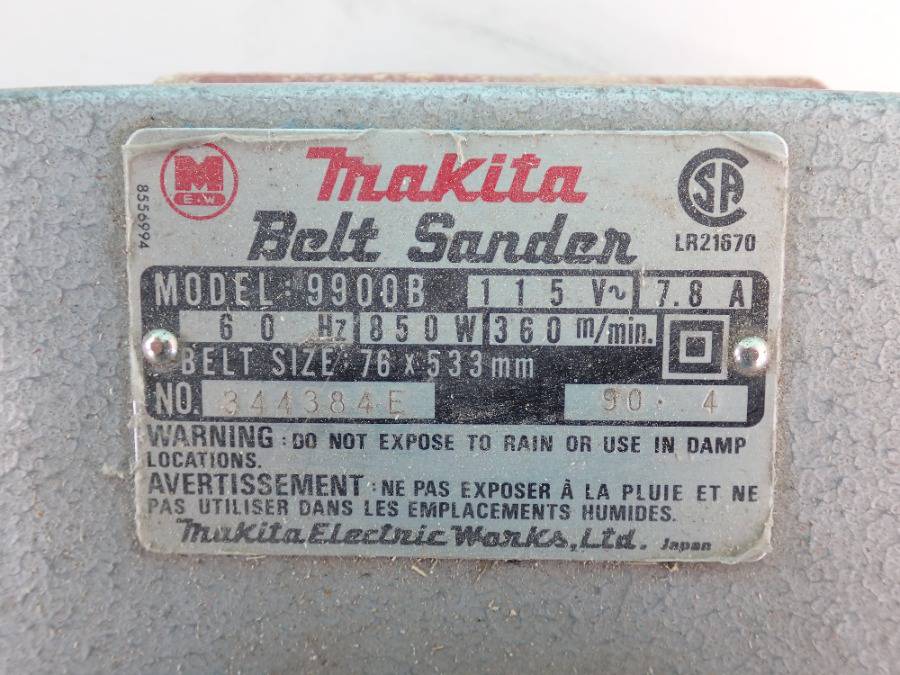 M
E.W
Makita
Belt Sander
CSA
LR21670
8556994
MODEL: 9900B 115 V~ 7.8 A
60 Hz 850W 360 m/min.
BELT SIZE: 76 x 533 mm
NO. 344384E 90. 4
WARNING : DO NOT EXPOSE TO RAIN OR USE IN DAMP
LOCATIONS.
AVERTISSEMENT : NE PAS EXPOSER À LA PLUIE ET NE
PAS UTILISER DANS LES EMPLACEMENTS HUMIDES.
Makita Electric Works, Ltd. Japan